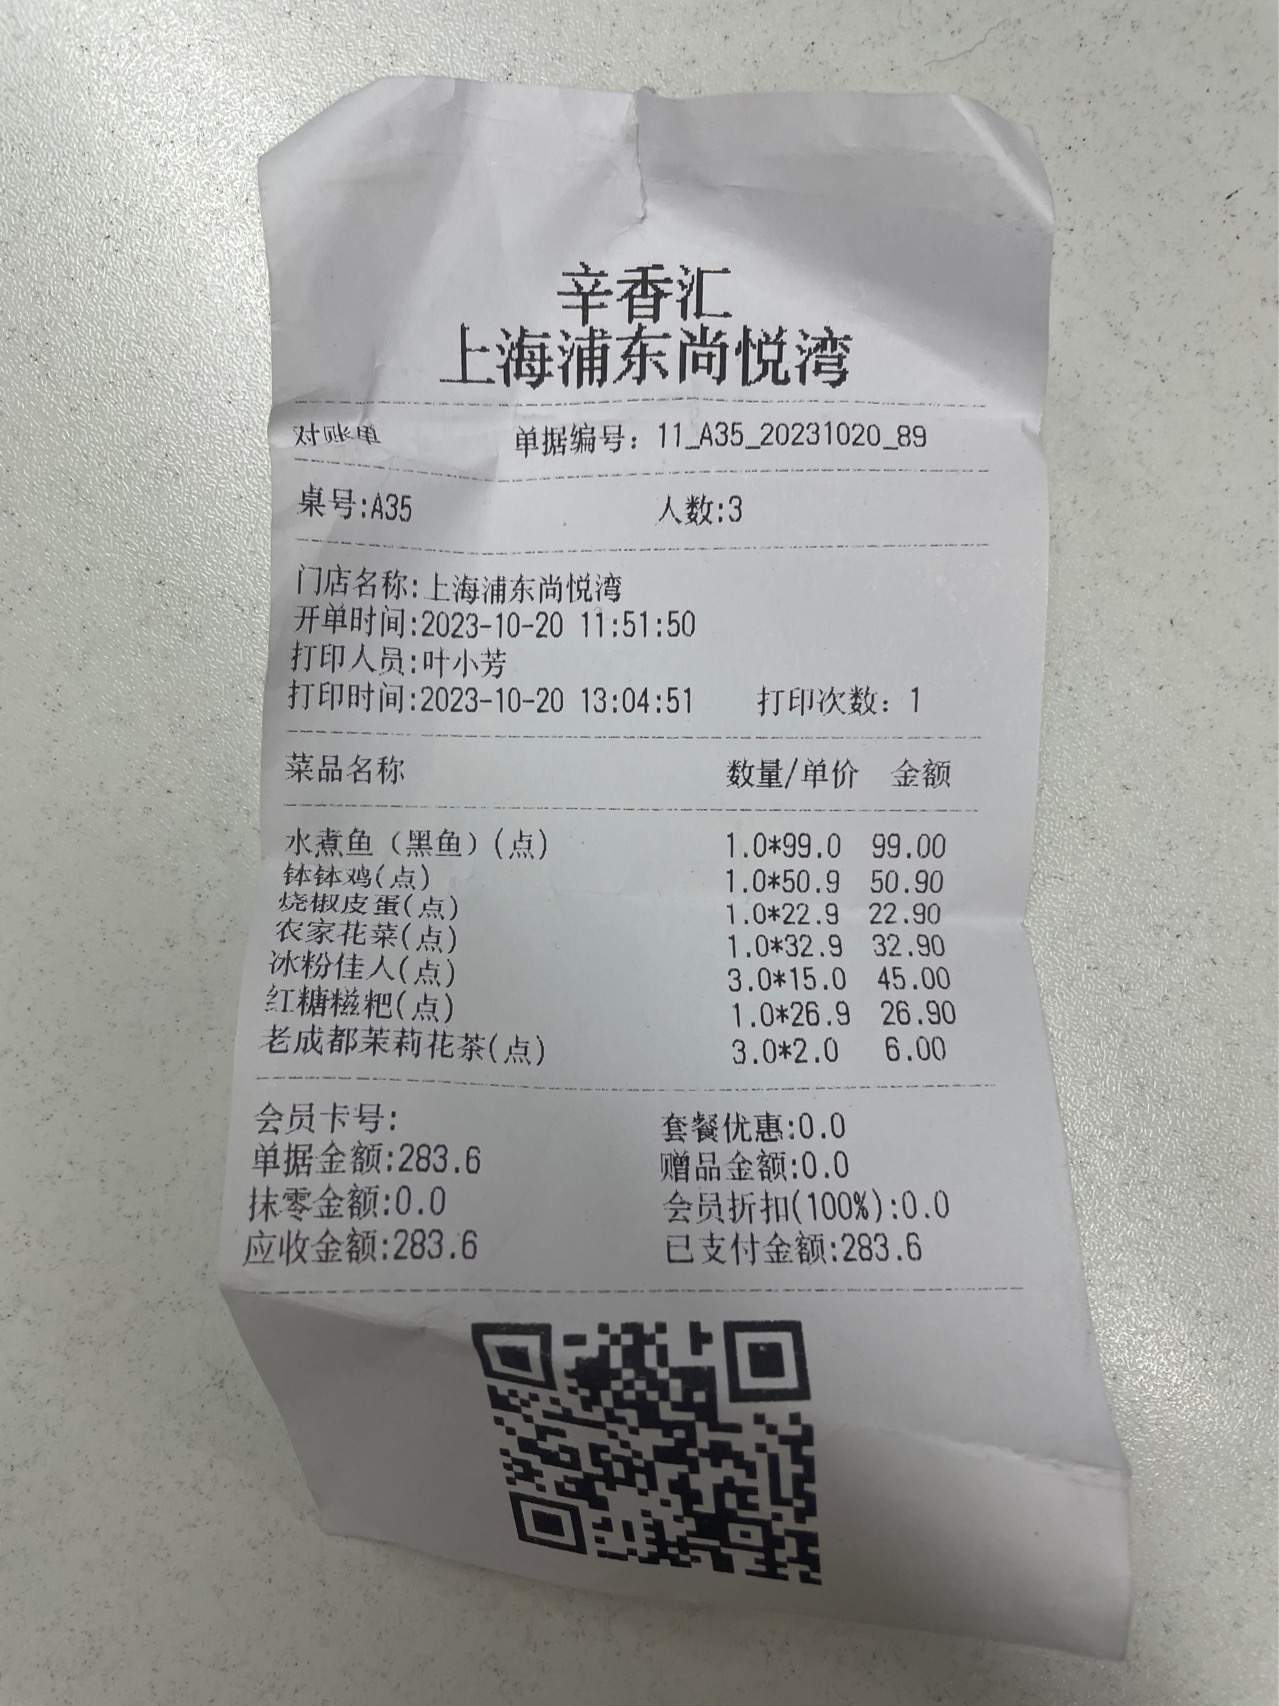 辛香汇
上海浦东尚悦湾
对账单 单据编号：11_A35_20231020_89
桌号:A35 人数:3
门店名称:上海浦东尚悦湾
开单时间:2023-10-20 11:51:50
打印人员:叶小芳
打印时间:2023-10-20 13:04:51 打印次数：1
菜品名称 数量/单价 金额
水煮鱼（黑鱼）(点) 1.0*99.0 99.00
钵钵鸡(点) 1.0*50.9 50.90
烧椒皮蛋(点) 1.0*22.9 22.90
农家花菜(点) 1.0*32.9 32.90
冰粉佳人(点) 3.0*15.0 45.00
红糖糍粑(点) 1.0*26.9 26.90
老成都茉莉花茶(点) 3.0*2.0 6.00
会员卡号: 套餐优惠:0.0
单据金额:283.6 赠品金额:0.0
抹零金额:0.0 会员折扣(100%):0.0
应收金额:283.6 已支付金额:283.6